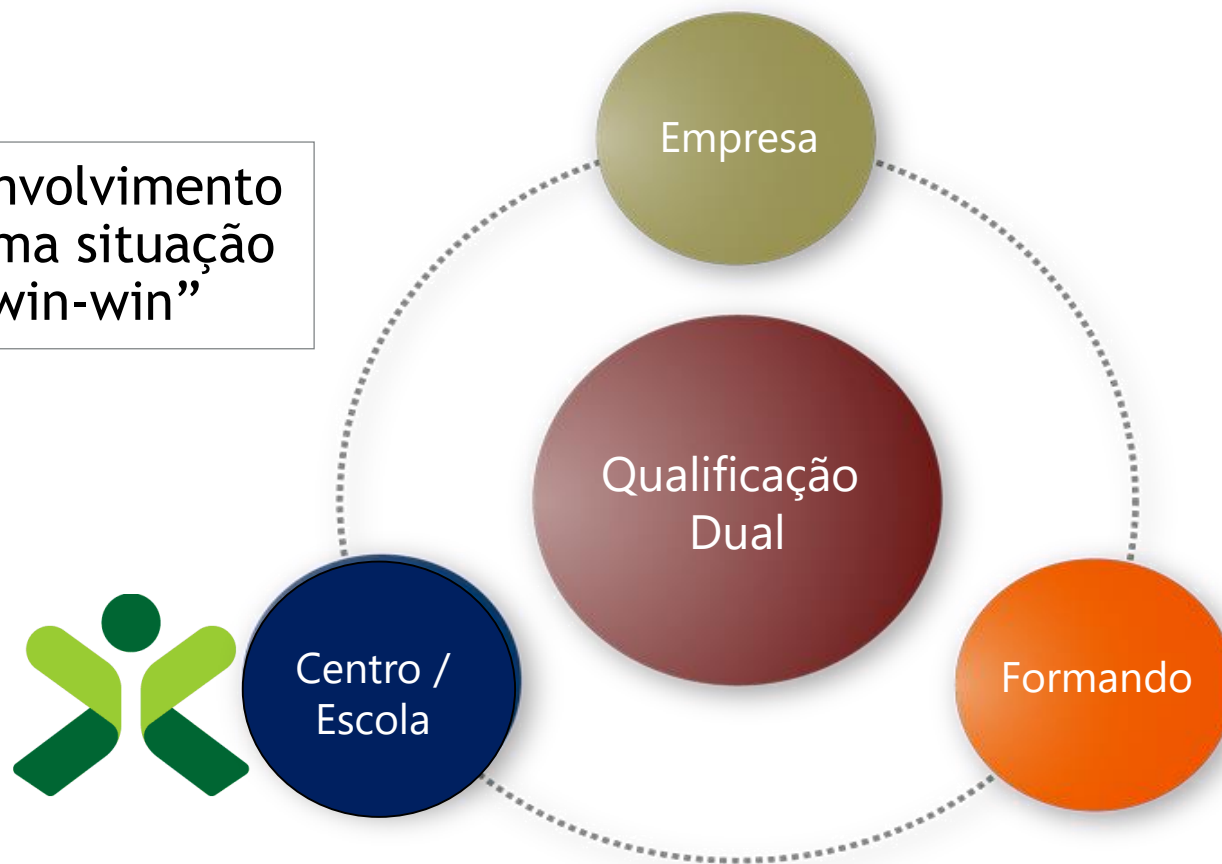 Empresa
nvolvimento
ma situação
win-win”
Qualificação
Dual
Centro /
Escola
Formando